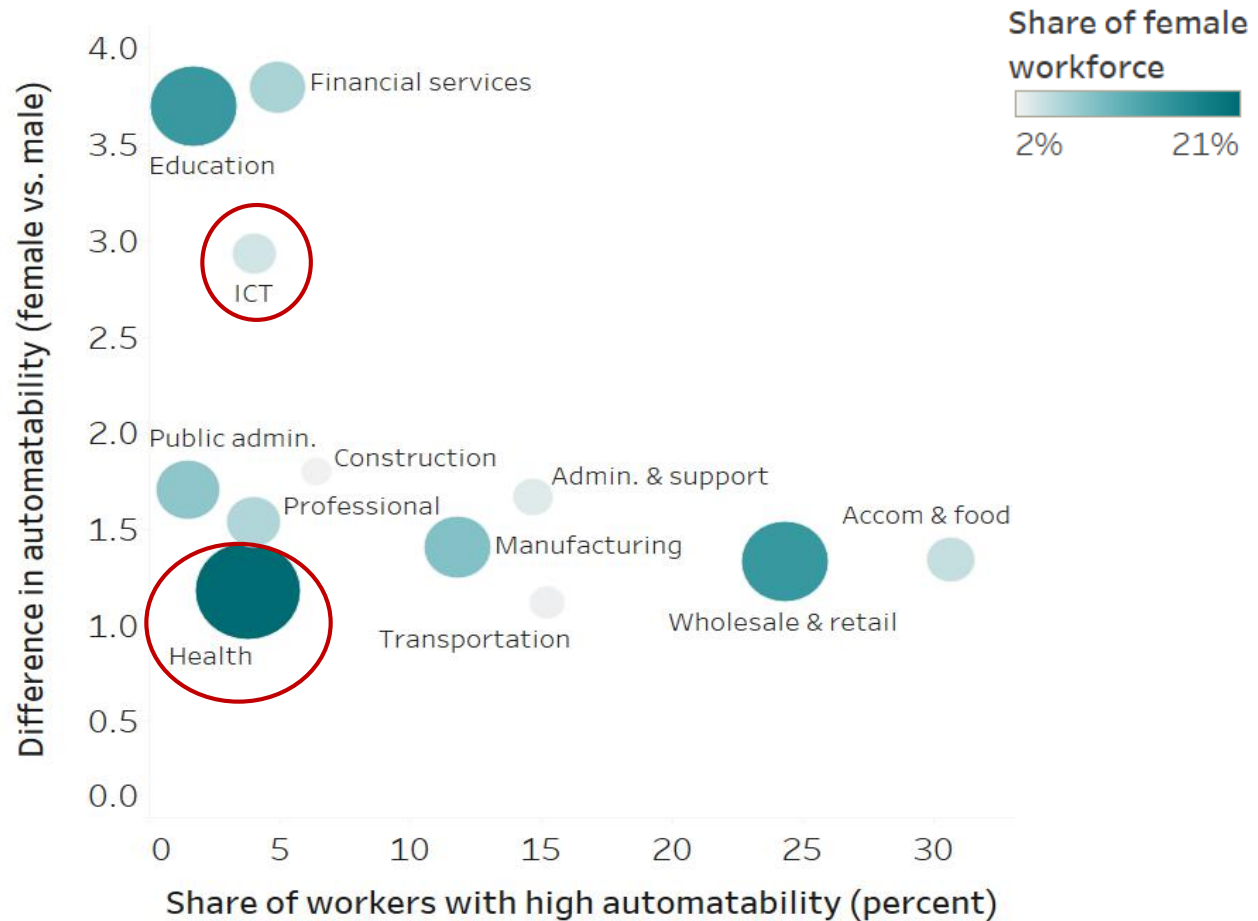 Share of female
workforce
2%
21%
Difference in automatability (female vs. male)
4.0
3.5
3.0
2.5
2.0
1.5
1.0
0.5
0.0
Financial services
Education
ICT
Public admin.
Construction
Admin. & support
Professional
Accom & food
Manufacturing
Wholesale & retail
Transportation
Health
0
5
10
15
20
25
30
Share of workers with high automatability (percent)